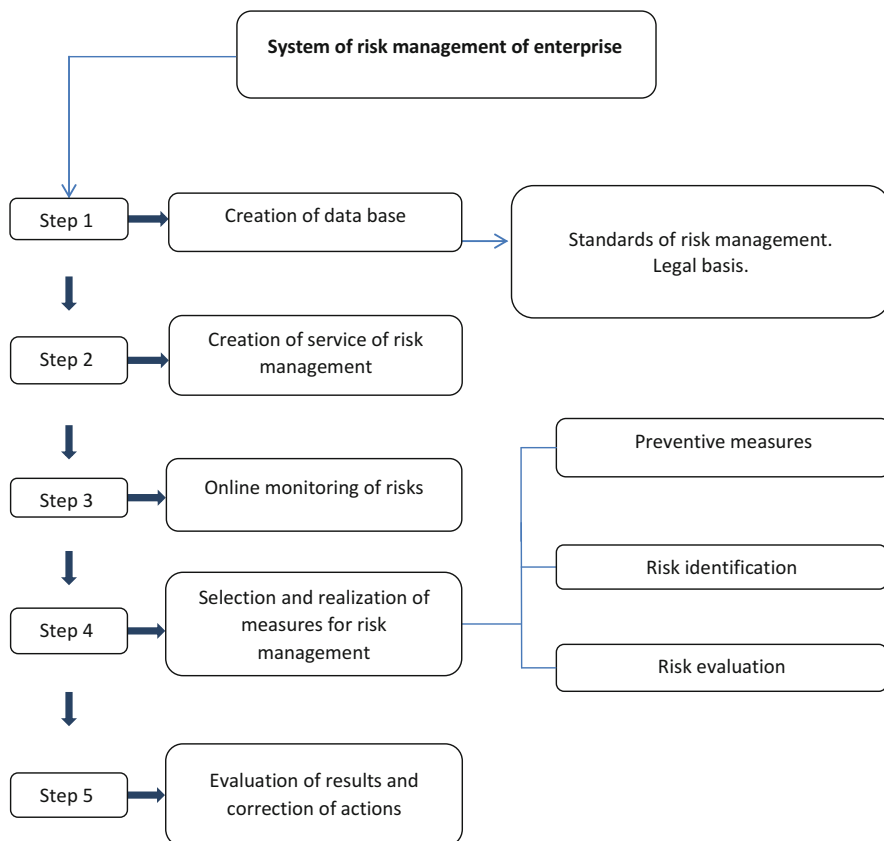 System of risk management of enterprise
Step 1
Creation of data base
Standards of risk management.
Legal basis.
Step 2
Creation of service of risk
management
Step 3
Online monitoring of risks
Preventive measures
Risk identification
Step 4
Selection and realization of
measures for risk
management
Risk evaluation
Step 5
Evaluation of results and
correction of actions